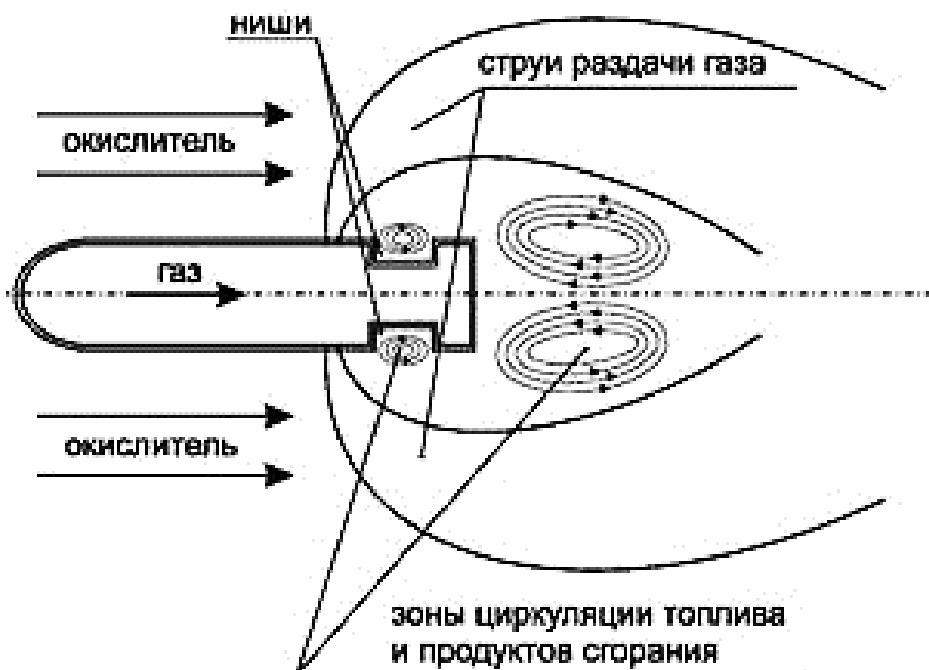 ниши
струи раздачи газа
окислитель
газ
окислитель
зоны циркуляции топлива
и продуктов сгорания